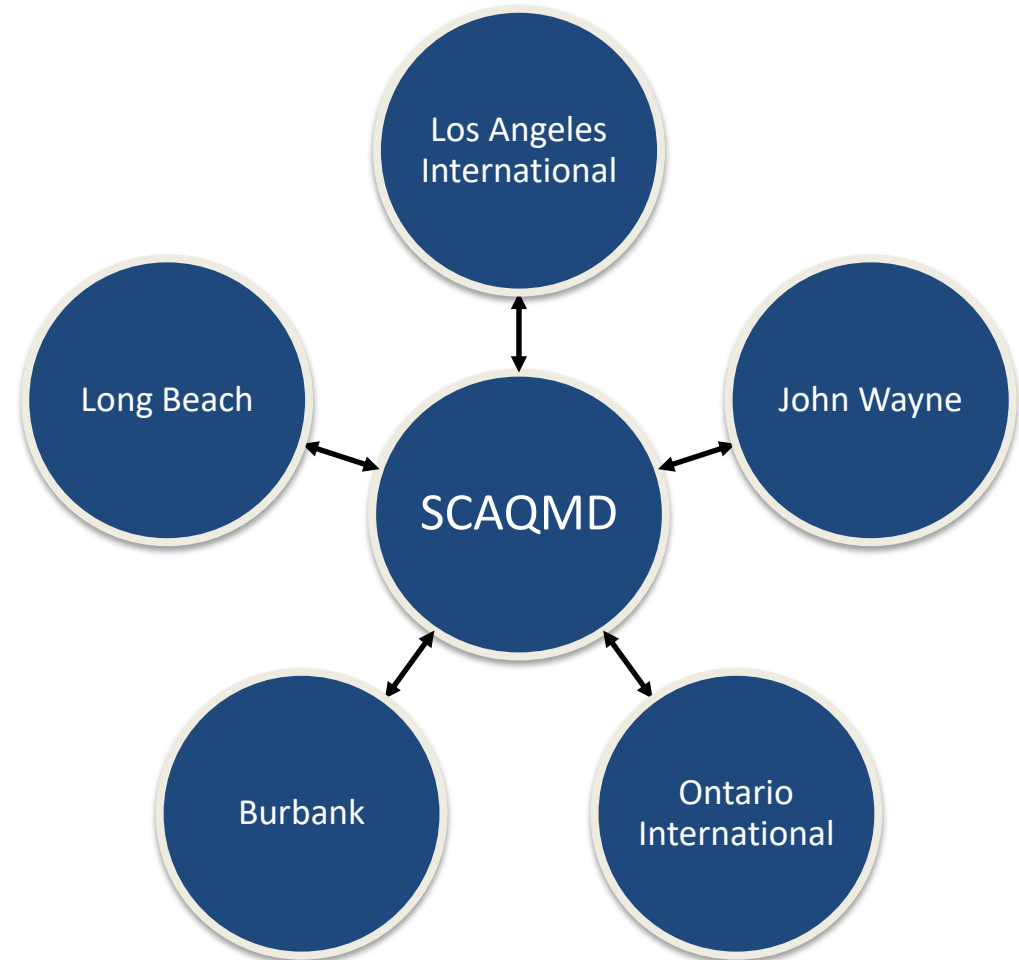 Los Angeles
International
Long Beach
John Wayne
SCAQMD
Burbank
Ontario
International